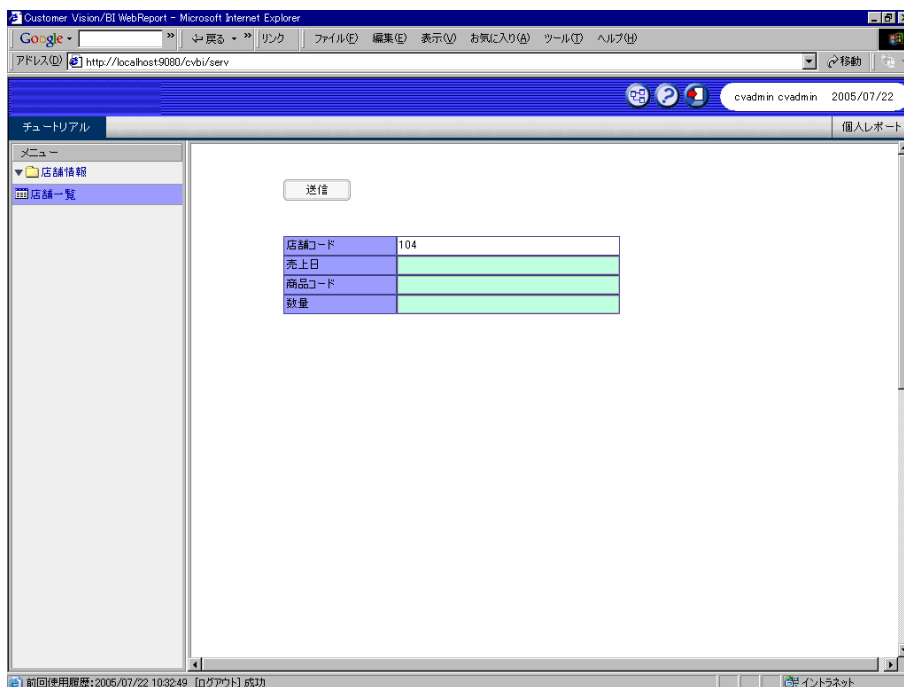 Customer Vision/BI WebReport - Microsoft Internet Explorer
Google » 戻る » リンク ファイル(F) 編集(E) 表示(V) お気に入り(A) ツール(T) ヘルプ(H)
アドレス(D) http://localhost:9080/cvbi/serv 移動
cvadmin cvadmin 2005/07/22
チュートリアル 個人レポート
メニュー
店舗情報
店舗一覧
送信
店舗コード 104
売上日
商品コード
数量
前回使用履歴:2005/07/22 10:32:49 [ログアウト] 成功 イントラネット